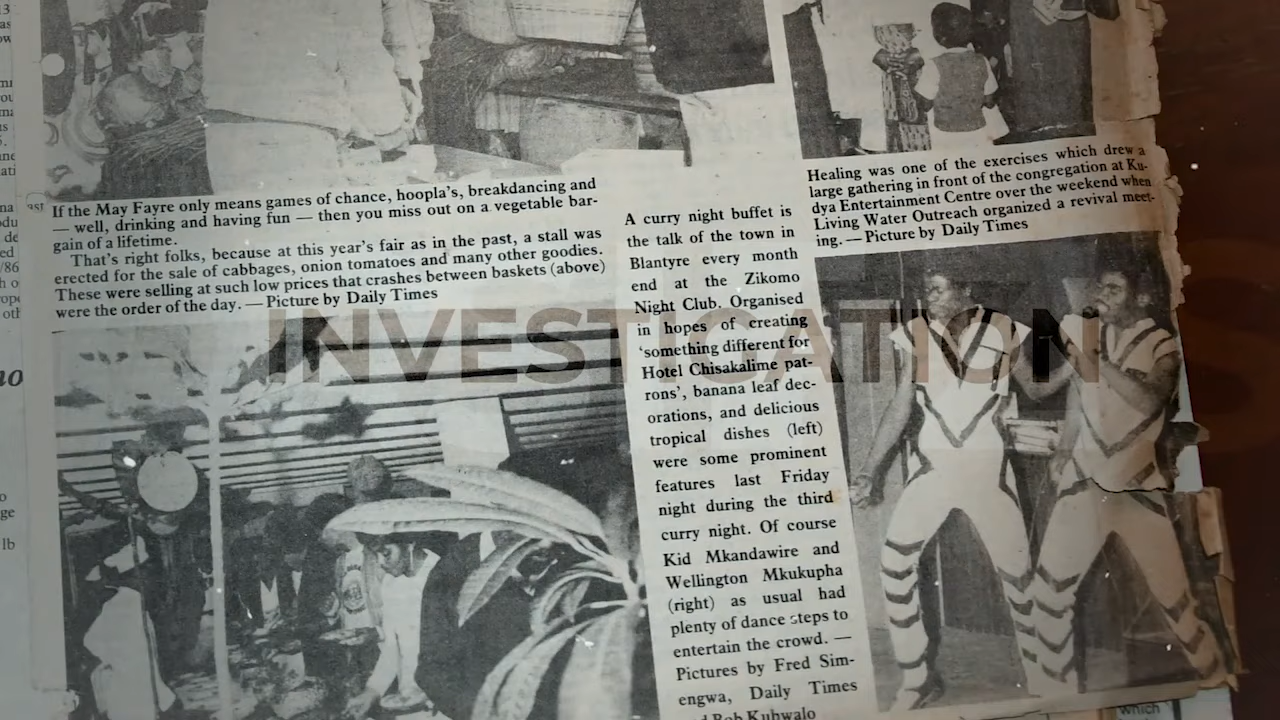 If the May Fayre only means games of chance, hoopla's, breakdancing and
— well, drinking and having fun — then you miss out on a vegetable bar-
gain of a lifetime.
That's right folks, because at this year's fair as in the past, a stall was
erected for the sale of cabbages, onion tomatoes and many other goodies.
These were selling at such low prices that crashes between baskets (above)
were the order of the day. — Picture by Daily Times
A curry night buffet is
the talk of the town in
Blantyre every month
end at the Zikomo
Night Club. Organised
in hopes of creating
'something different for
Hotel Chisakalime pat-
rons', banana leaf dec-
orations, and delicious
tropical dishes (left)
were some prominent
features last Friday
night during the third
curry night. Of course
Kid Mkandawire and
Wellington Mkukupha
(right) as usual had
plenty of dance steps to
entertain the crowd. —
Pictures by Fred Sim-
engwa, Daily Times
Bob Kubwalo
Healing was one of the exercises which drew a
large gathering in front of the congregation at Ku-
dya Entertainment Centre over the weekend when
Living Water Outreach organized a revival meet-
ing. — Picture by Daily Times
INVESTIGATION
which